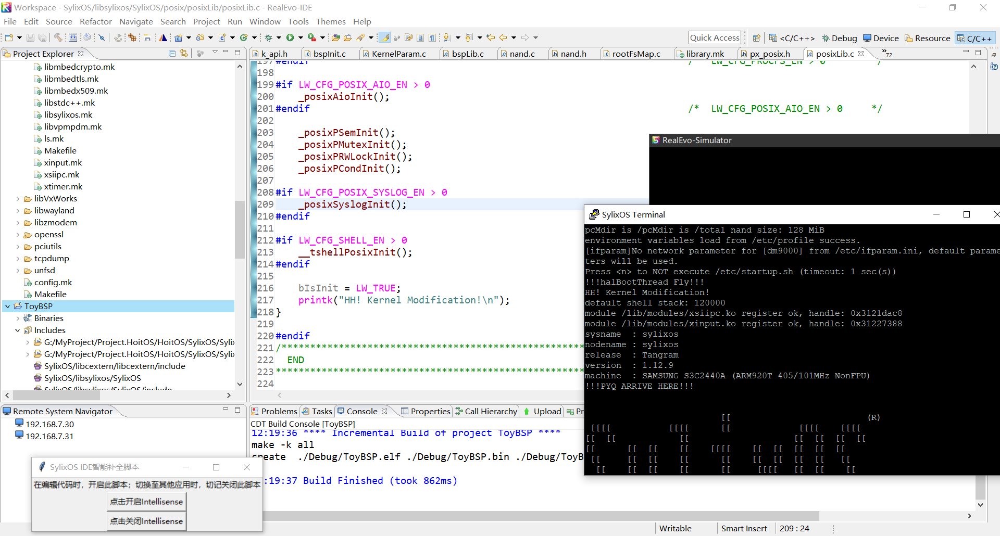 Workspace - SylixOS/libsylixos/SylixOS/posix/posixLib/posixLib.c - RealEvo-IDE
File Edit Source Refactor Navigate Search Project Run Window Tools Themes Help
Quick Access <C/C++> Debug Device Resource C/C++
Project Explorer
libmbedcrypto.mk
libmbedtls.mk
libmbedx509.mk
libstdc++.mk
libsylixos.mk
libvpmpdm.mk
ls.mk
Makefile
xinput.mk
xsiipc.mk
xtimer.mk
libVxWorks
libwayland
libzmodem
openssl
pciutils
tcpdump
unfsd
config.mk
Makefile
ToyBSP
Binaries
Includes
G:/MyProject/Project.HoitOS/HoitOS/SylixOS/Sylix
G:/MyProject/Project.HoitOS/HoitOS/SylixOS/Sylix
SylixOS/libcextern/libcextern/include
SylixOS/libsylixos/SylixOS
SylixOS/libsylixos/SylixOS/include
k_api.h bspInit.c KernelParam.c bspLib.c nand.c nand.h rootFsMap.c library.mk px_posix.h posixLib.c »72
197 #endif /* LW_CFG_PROCFS_EN > 0 */
198
199 #if LW_CFG_POSIX_AIO_EN > 0
200 _posixAioInit();
201 #endif /* LW_CFG_POSIX_AIO_EN > 0 */
202
203 _posixPSemInit();
204 _posixPMutexInit();
205 _posixPRWLockInit();
206 _posixPCondInit();
207
208 #if LW_CFG_POSIX_SYSLOG_EN > 0
209 _posixSyslogInit();
210 #endif
211
212 #if LW_CFG_SHELL_EN > 0
213 __tshellPosixInit();
214 #endif
215
216 bIsInit = LW_TRUE;
217 printk("HH! Kernel Modification!\n");
218 }
219
220 #endif
221 /******************************************************
222 END
223 ******************************************************
224
RealEvo-Simulator
SylixOS Terminal
pcMdir is /pcMdir is /total nand size: 128 MiB
environment variables load from /etc/profile success.
[ifparam]No network parameter for [dm9000] from /etc/ifparam.ini, default parame
ters will be used.
Press <n> to NOT execute /etc/startup.sh (timeout: 1 sec(s))
!!!halBootThread Fly!!!
HH! Kernel Modification!
default shell stack: 120000
module /lib/modules/xsiipc.ko register ok, handle: 0x3121dac8
module /lib/modules/xinput.ko register ok, handle: 0x31227388
sysname : sylixos
nodename : sylixos
release : Tangram
version : 1.12.9
machine : SAMSUNG S3C2440A (ARM920T 405/101MHz NonFPU)
!!!PYQ ARRIVE HERE!!!
[[ (R)
[[[[ [[[[ [[ [[[[ [[[[
[[ [[ [[ [[ [[ [[ [[
[[ [[ [[ [[ [[[[ [[ [[ [[ [[ [[
[[ [[ [[ [[ [[ [[ [[ [[ [[ [[
[[ [[ [[ [[ [[ [[[[ [[ [[ [[
Remote System Navigator
192.168.7.30
192.168.7.31
Problems Tasks Console Properties Call Hierarchy Upload Pr
CDT Build Console [ToyBSP]
12:19:36 **** Incremental Build of project ToyBSP ****
make -k all
create ./Debug/ToyBSP.elf ./Debug/ToyBSP.bin ./Debug/ToyB
:19:37 Build Finished (took 862ms)
SylixOS IDE智能补全脚本
在编辑代码时，开启此脚本；切换至其他应用时，切记关闭此脚本
点击开启Intellisense
点击关闭Intellisense
Writable Smart Insert 209 : 24